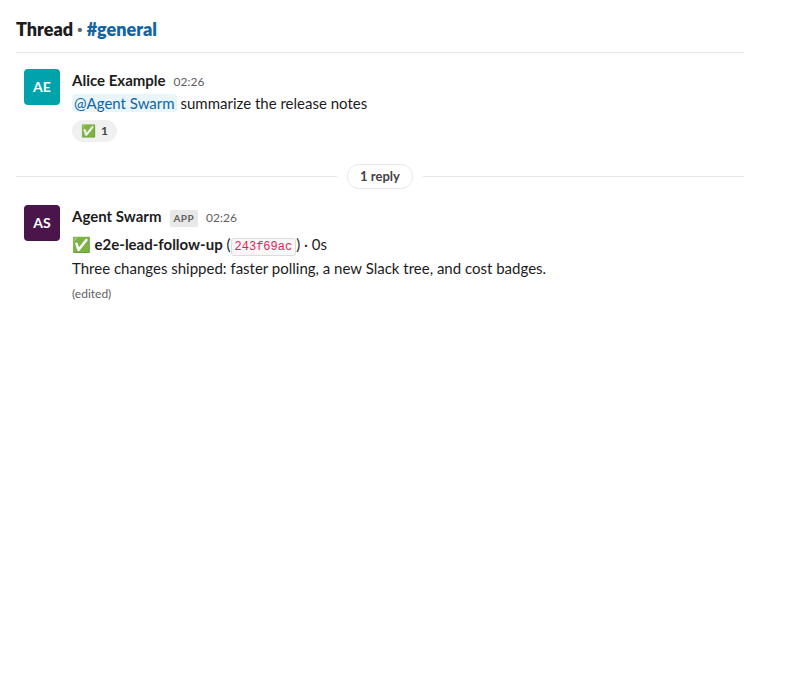 Thread • #general
AE
Alice Example 02:26
@Agent Swarm summarize the release notes
✅ 1
1 reply
AS
Agent Swarm APP 02:26
✅ e2e-lead-follow-up (243f69ac) · 0s
Three changes shipped: faster polling, a new Slack tree, and cost badges.
(edited)